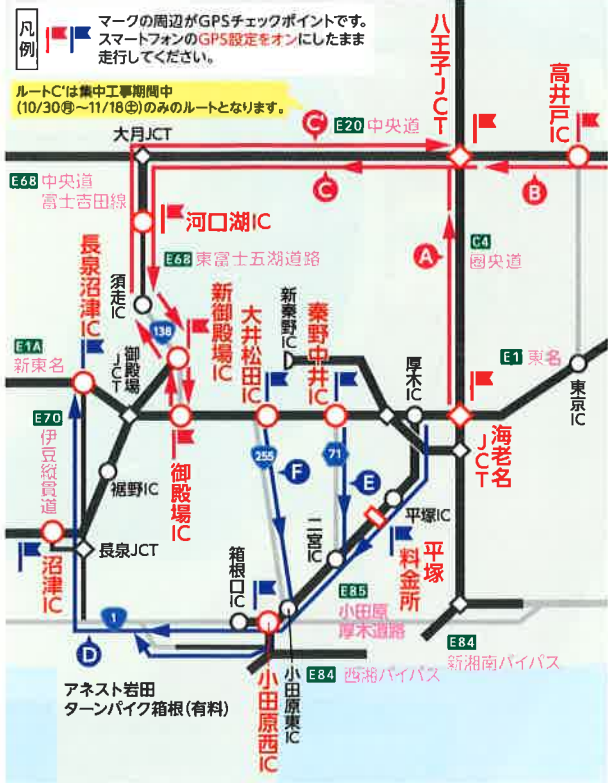 凡例
マークの周辺がGPSチェックポイントです。
スマートフォンのGPS設定をオンにしたまま
走行してください。
ルートC'は集中工事期間中
(10/30㊊～11/18㊏)のみのルートとなります。
大月JCT
C'
E20 中央道
八王子JCT
高井戸IC
E68 中央道
富士吉田線
C
B
河口湖IC
A
C4
圏央道
E68 東富士五湖道路
長泉沼津IC
須走IC
138
新御殿場IC
大井松田IC
新秦野IC
秦野中井IC
E1A
新東名
御殿場JCT
厚木IC
E1 東名
東京IC
E70
伊豆縦貫道
255
F
71
E
海老名JCT
裾野IC
御殿場IC
平塚IC
長泉JCT
沼津IC
二宮IC
平塚料金所
箱根口IC
E85
小田原
厚木道路
1
D
E84
新湘南バイパス
E84 西湘バイパス
アネスト岩田
ターンパイク箱根(有料)
小田原西IC
小田原東IC